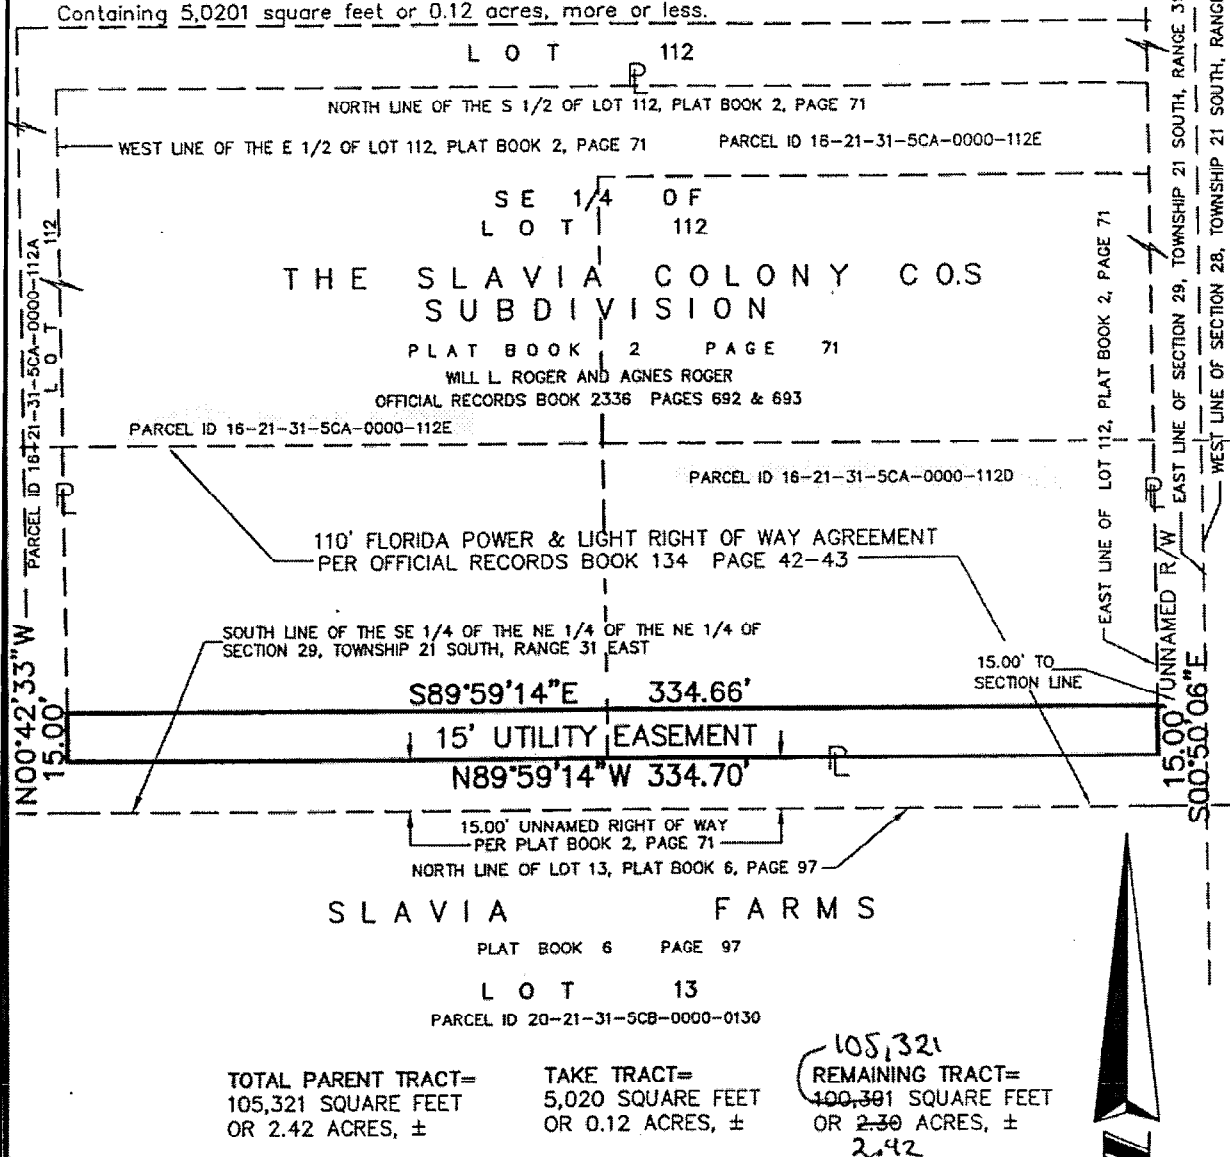 Containing 5,0201 square feet or 0.12 acres, more or less.
LOT 112
PL
NORTH LINE OF THE S 1/2 OF LOT 112, PLAT BOOK 2, PAGE 71
WEST LINE OF THE E 1/2 OF LOT 112, PLAT BOOK 2, PAGE 71
PARCEL ID 16-21-31-5CA-0000-112E
SE 1/4 OF
LOT 112
THE SLAVIA COLONY CO.S
SUBDIVISION
PLAT BOOK 2 PAGE 71
WILL L. ROGER AND AGNES ROGER
OFFICIAL RECORDS BOOK 2336 PAGES 692 & 693
PARCEL ID 16-21-31-5CA-0000-112E
PARCEL ID 16-21-31-5CA-0000-112D
PARCEL ID 16-21-31-5CA-0000-112A
LOT 112
PL
110' FLORIDA POWER & LIGHT RIGHT OF WAY AGREEMENT
PER OFFICIAL RECORDS BOOK 134 PAGE 42-43
EAST LINE OF LOT 112, PLAT BOOK 2, PAGE 71
PL
UNNAMED R/W
EAST LINE OF SECTION 29, TOWNSHIP 21 SOUTH, RANGE
WEST LINE OF SECTION 28, TOWNSHIP 21 SOUTH, RANGE
SOUTH LINE OF THE SE 1/4 OF THE NE 1/4 OF THE NE 1/4 OF
SECTION 29, TOWNSHIP 21 SOUTH, RANGE 31 EAST
15.00' TO
SECTION LINE
N00°42'33"W
15.00'
S89°59'14"E 334.66'
15' UTILITY EASEMENT
N89°59'14"W 334.70'
PL
15.00'
S00°50'06"E
15.00' UNNAMED RIGHT OF WAY
PER PLAT BOOK 2, PAGE 71
NORTH LINE OF LOT 13, PLAT BOOK 6, PAGE 97
SLAVIA FARMS
PLAT BOOK 6 PAGE 97
LOT 13
PARCEL ID 20-21-31-5CB-0000-0130
TOTAL PARENT TRACT=
105,321 SQUARE FEET
OR 2.42 ACRES, ±
TAKE TRACT=
5,020 SQUARE FEET
OR 0.12 ACRES, ±
105,321
REMAINING TRACT=
100,301 SQUARE FEET
OR 2.30 ACRES, ±
2.42